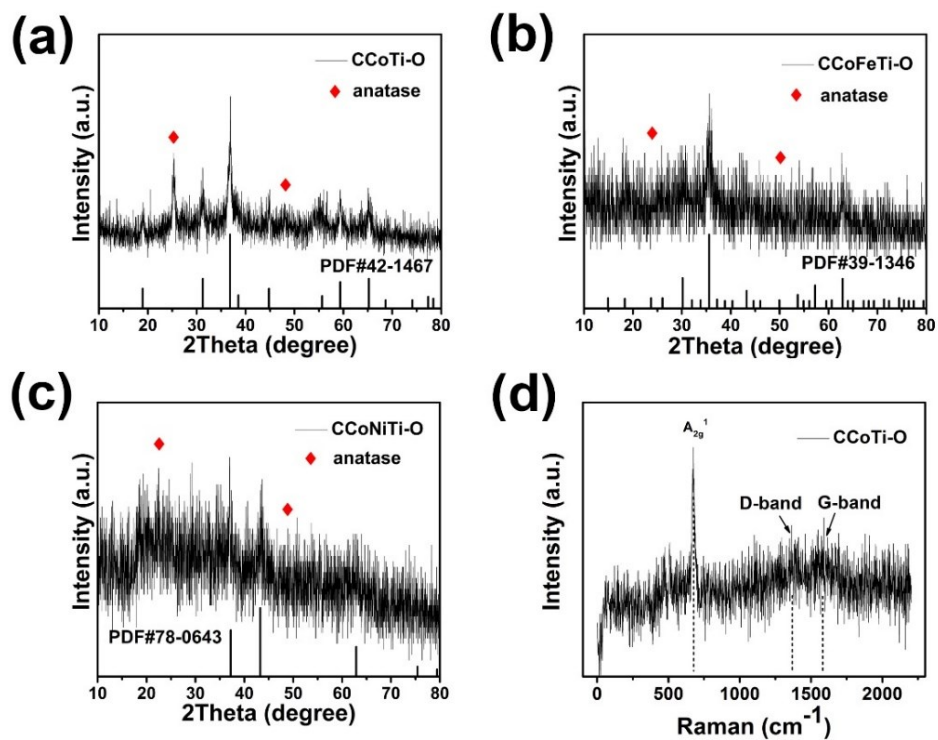 (a)
CCoTi-O
anatase
PDF#42-1467
Intensity (a.u.)
10 20 30 40 50 60 70 80
2Theta (degree)
(b)
CCoFeTi-O
anatase
PDF#39-1346
Intensity (a.u.)
10 20 30 40 50 60 70 80
2Theta (degree)
(c)
CCoNiTi-O
anatase
PDF#78-0643
Intensity (a.u.)
10 20 30 40 50 60 70 80
2Theta (degree)
(d)
A₂g¹
CCoTi-O
D-band
G-band
Intensity (a.u.)
0 500 1000 1500 2000
Raman (cm⁻¹)